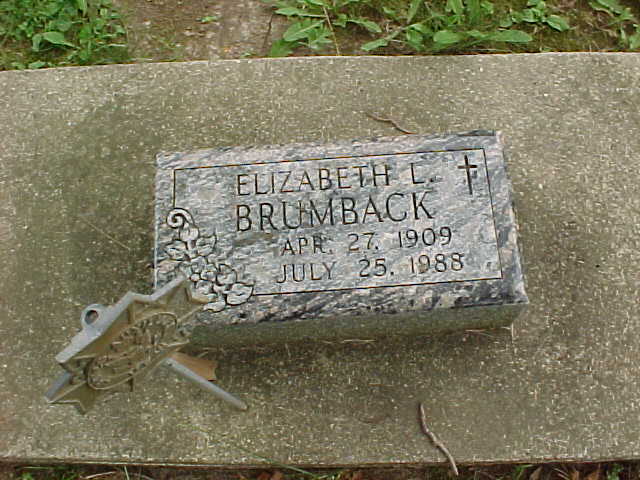 ELIZABETH L.
BRUMBACK
APR. 27. 1909
JULY 25. 1988